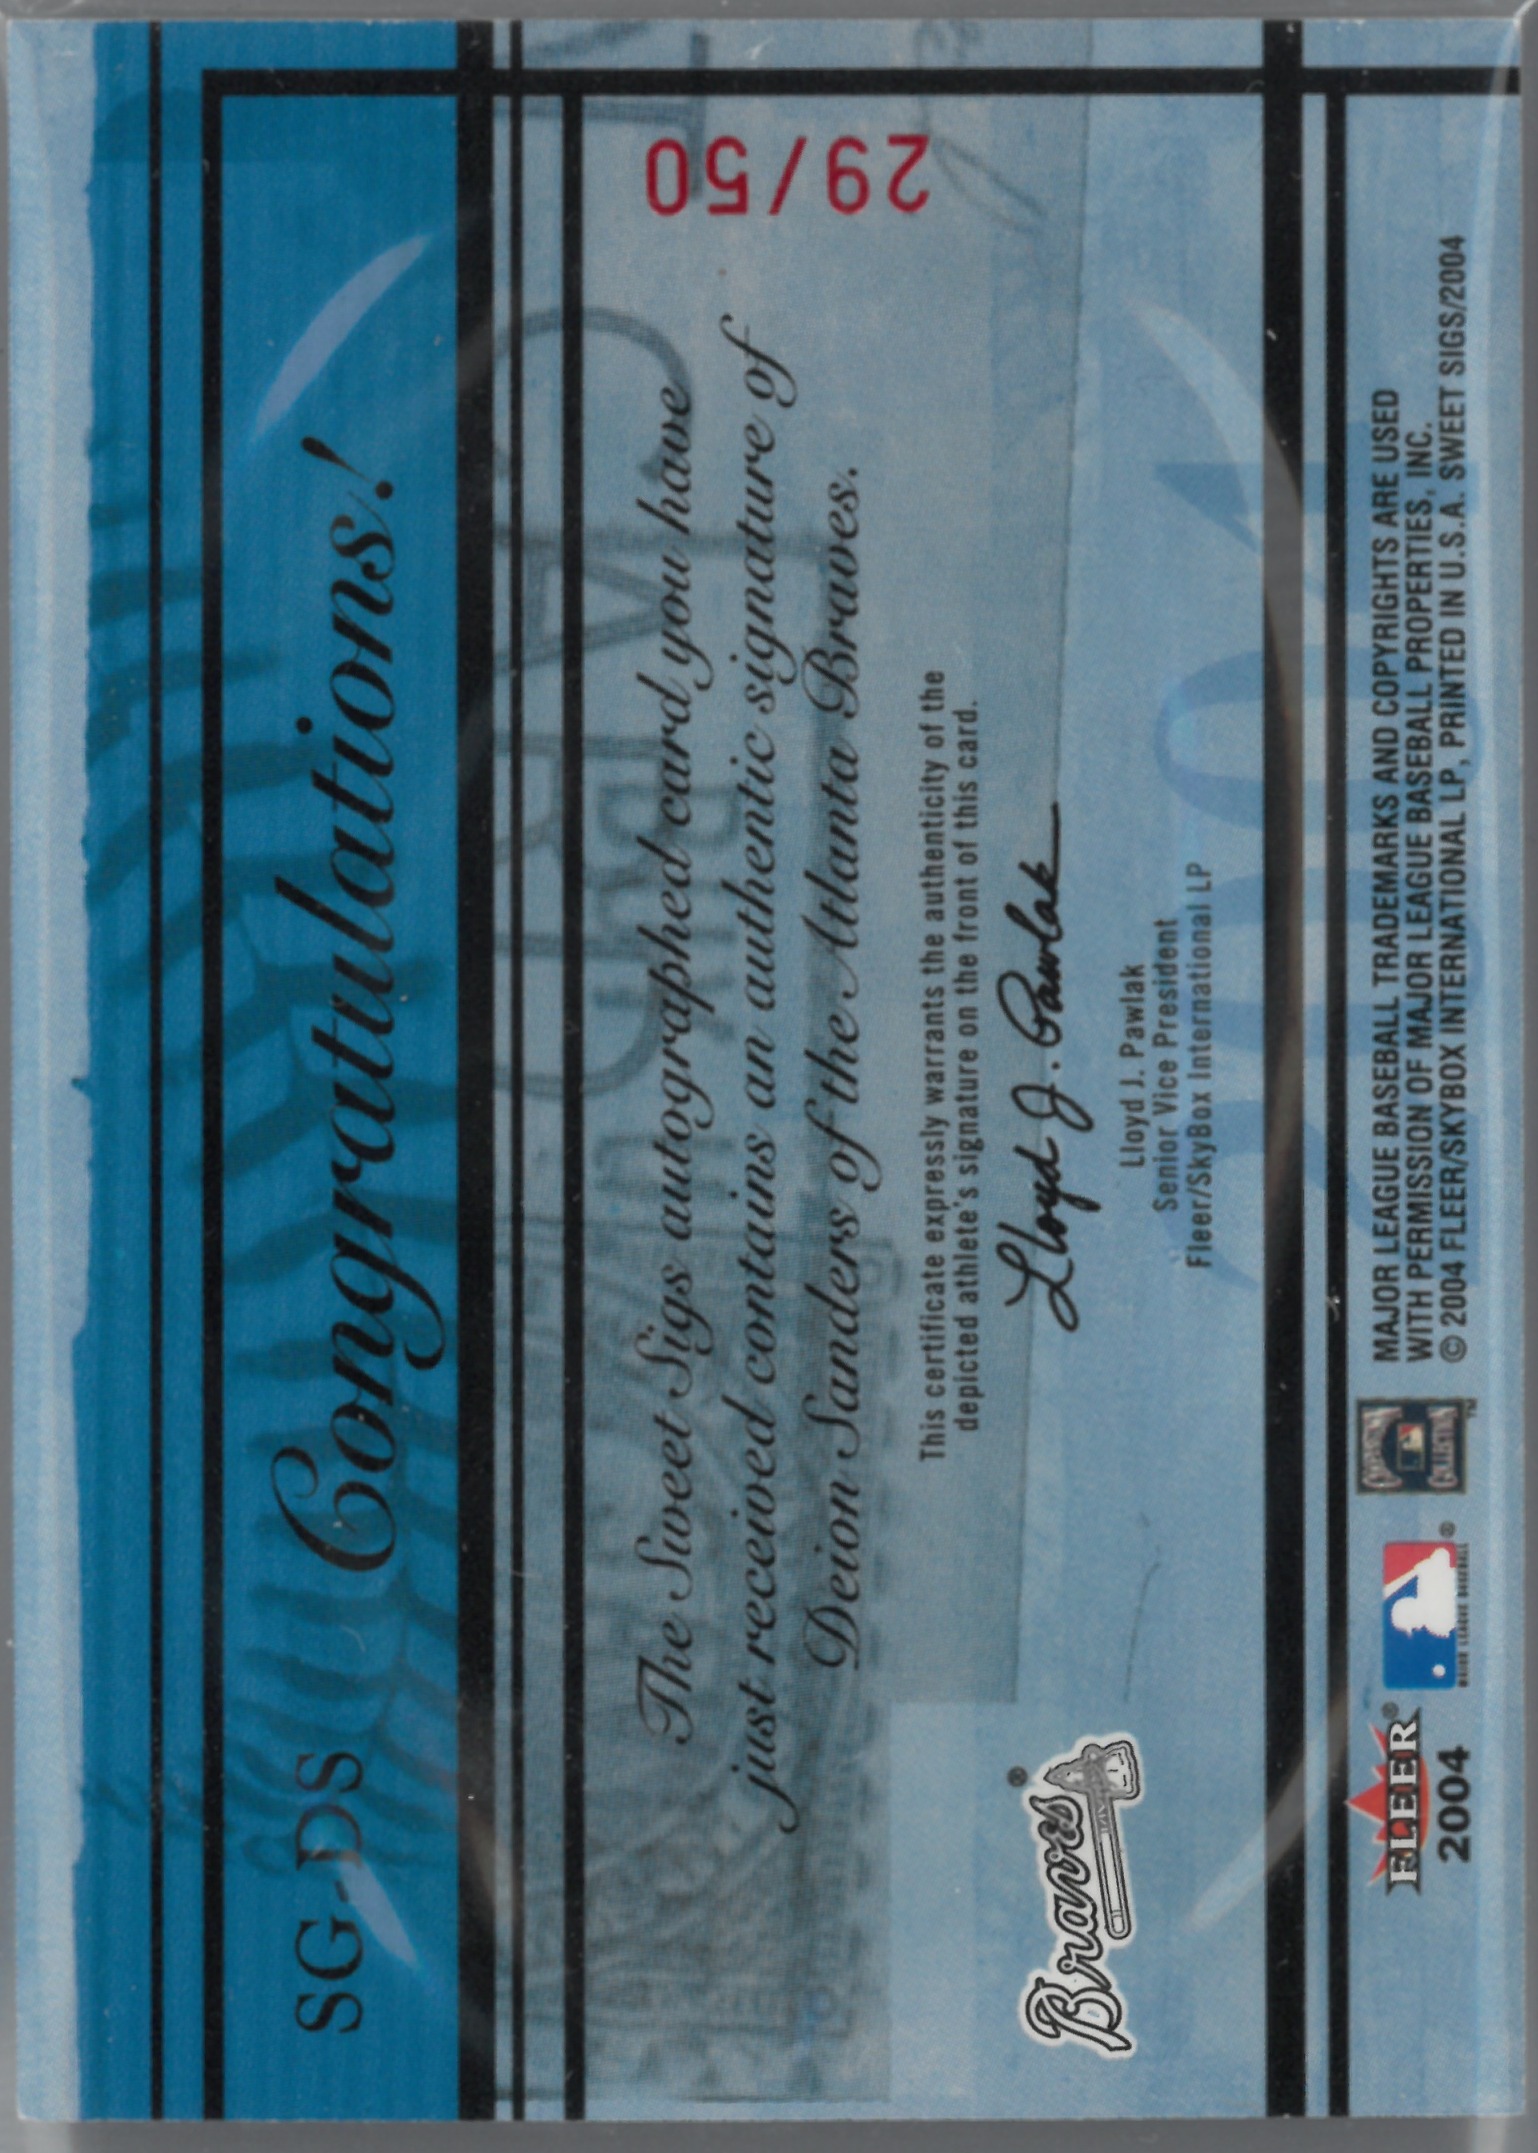 SG-DS Congratulations!
The Sweet Sigs autographed card you have
just received contains an authentic signature of
Deion Sanders of the Atlanta Braves.
29/50
This certificate expressly warrants the authenticity of the
depicted athlete's signature on the front of this card.
Lloyd J. Pawlak
Lloyd J. Pawlak
Senior Vice President
Fleer/SkyBox International LP
Braves®
2004
FLEER®
2004
MAJOR LEAGUE BASEBALL®
MAJOR LEAGUE BASEBALL TRADEMARKS AND COPYRIGHTS ARE USED
WITH PERMISSION OF MAJOR LEAGUE BASEBALL PROPERTIES, INC.
© 2004 FLEER/SKYBOX INTERNATIONAL LP, PRINTED IN U.S.A. SWEET SIGS/2004